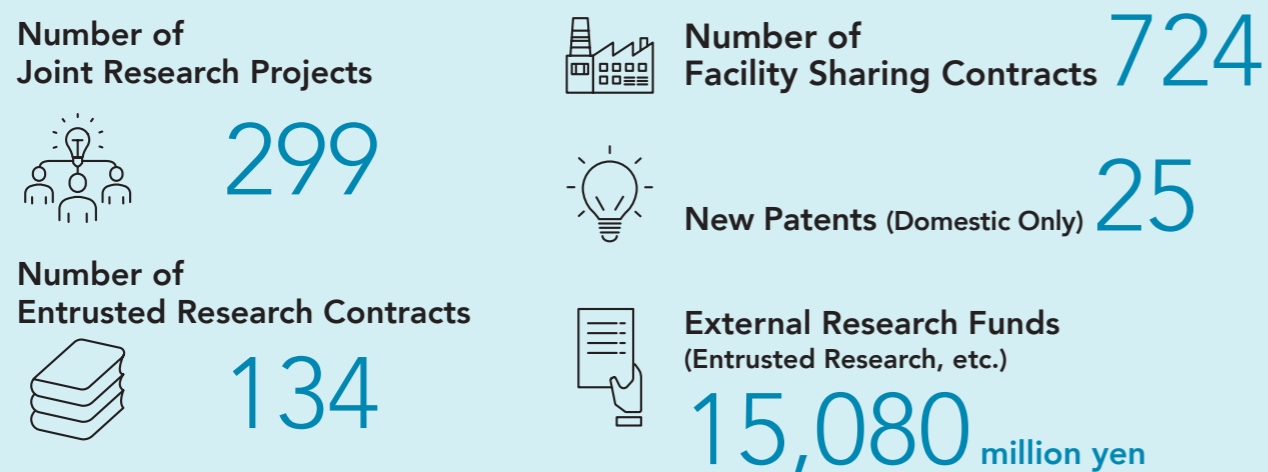 Number of
Joint Research Projects
299
Number of
Entrusted Research Contracts
134
Number of
Facility Sharing Contracts 724
New Patents (Domestic Only) 25
External Research Funds
(Entrusted Research, etc.)
15,080 million yen